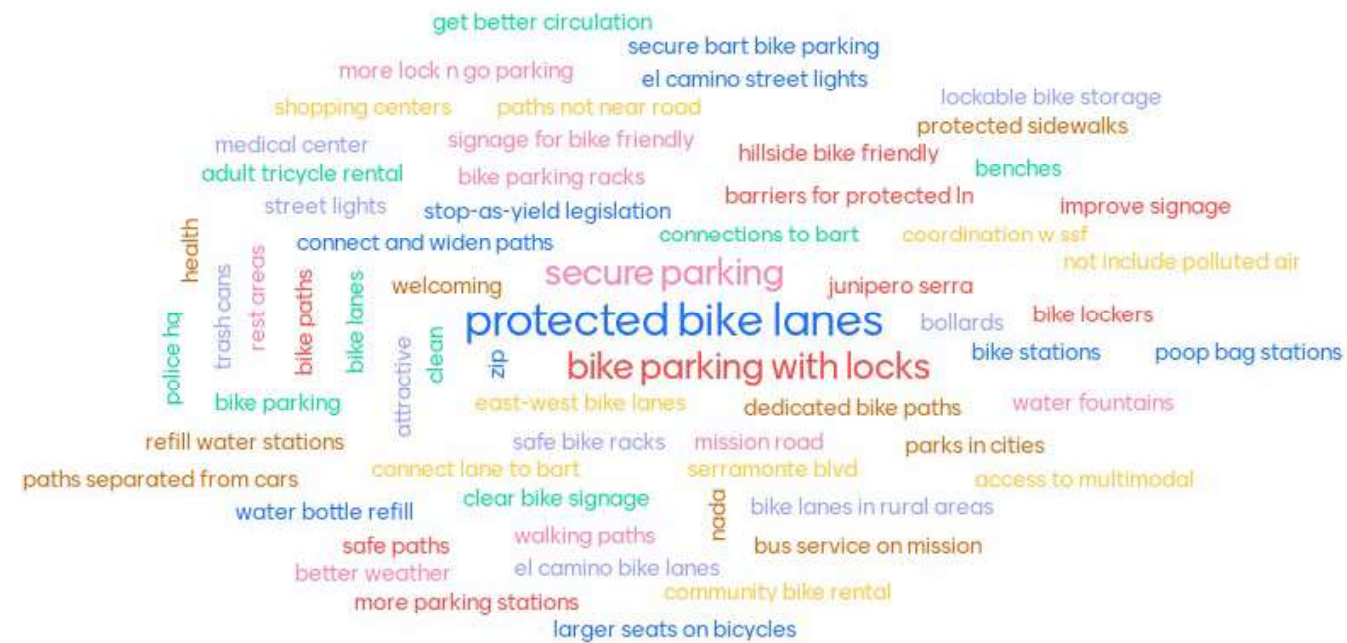 get better circulation
secure bart bike parking
more lock n go parking
el camino street lights
shopping centers
paths not near road
lockable bike storage
protected sidewalks
medical center
signage for bike friendly
hillside bike friendly
adult tricycle rental
bike parking racks
benches
barriers for protected ln
street lights
stop-as-yield legislation
improve signage
connect and widen paths
connections to bart
coordination w ssf
health
not include polluted air
secure parking
welcoming
junipero serra
trash cans
rest areas
bike paths
bike lanes
protected bike lanes
bollards
bike lockers
police hq
attractive
clean
zip
bike parking with locks
bike stations
poop bag stations
bike parking
east-west bike lanes
dedicated bike paths
water fountains
refill water stations
safe bike racks
mission road
parks in cities
paths separated from cars
connect lane to bart
serramonte blvd
access to multimodal
clear bike signage
nada
bike lanes in rural areas
water bottle refill
walking paths
safe paths
bus service on mission
better weather
el camino bike lanes
community bike rental
more parking stations
larger seats on bicycles